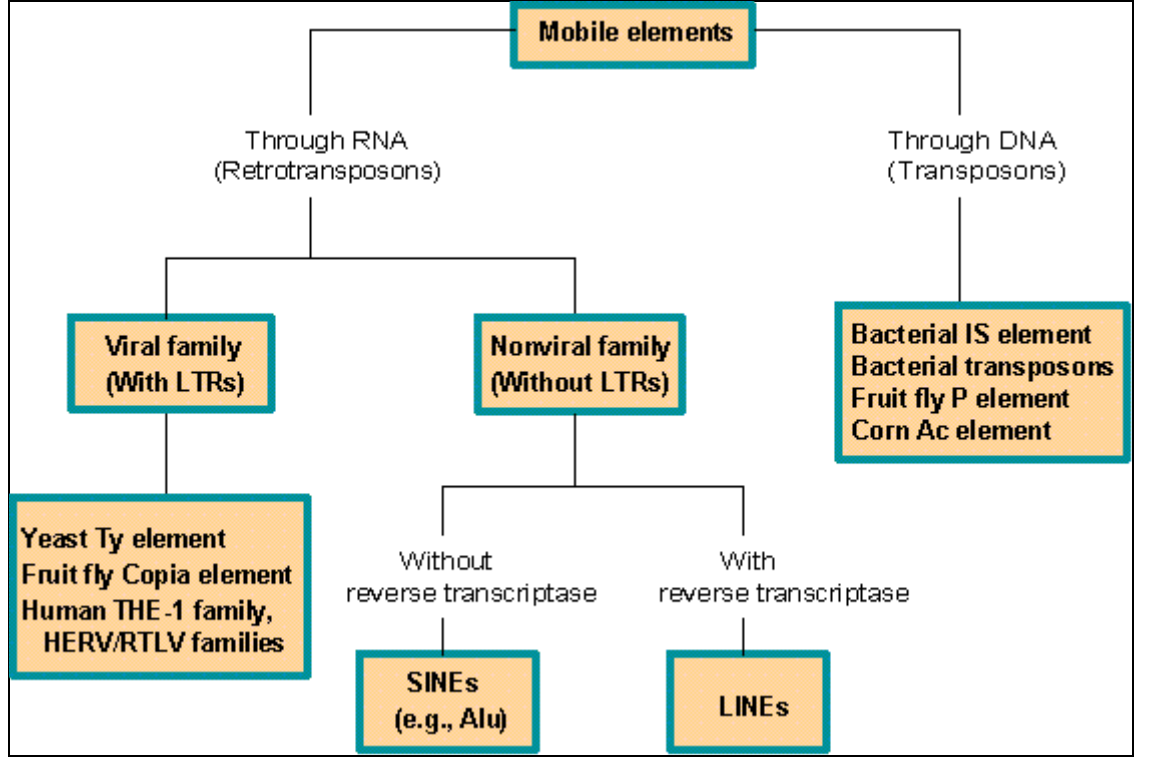 Mobile elements
Through RNA
(Retrotransposons)
Through DNA
(Transposons)
Viral family
(With LTRs)
Nonviral family
(Without LTRs)
Bacterial IS element
Bacterial transposons
Fruit fly P element
Corn Ac element
Yeast Ty element
Fruit fly Copia element
Human THE-1 family,
HERV/RTLV families
Without
reverse transcriptase
With
reverse transcriptase
SINEs
(e.g., Alu)
LINEs